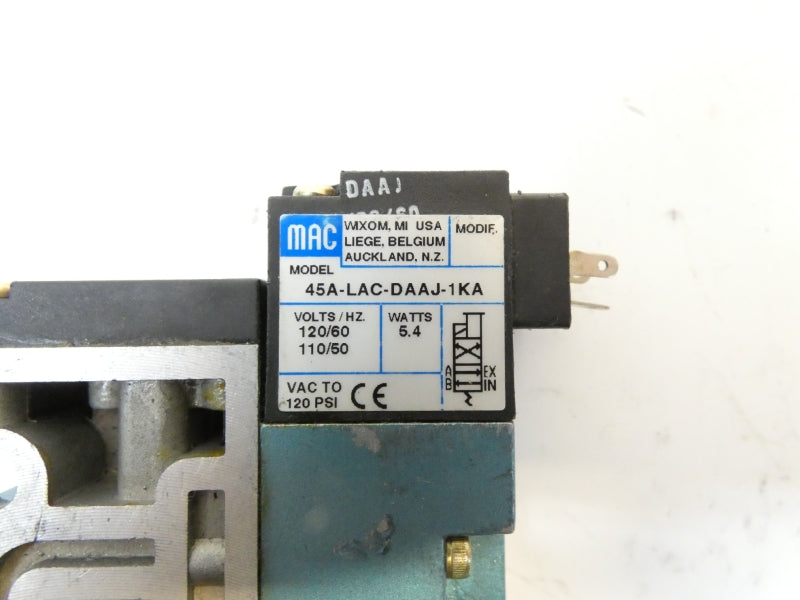 DAAJ
MAC
WIXOM, MI USA
LIEGE, BELGIUM
AUCKLAND, N.Z.
MODIF.
MODEL
45A-LAC-DAAJ-1KA
VOLTS/HZ.
120/60
110/50
WATTS
5.4
A EX
B IN
VAC TO
120 PSI CE